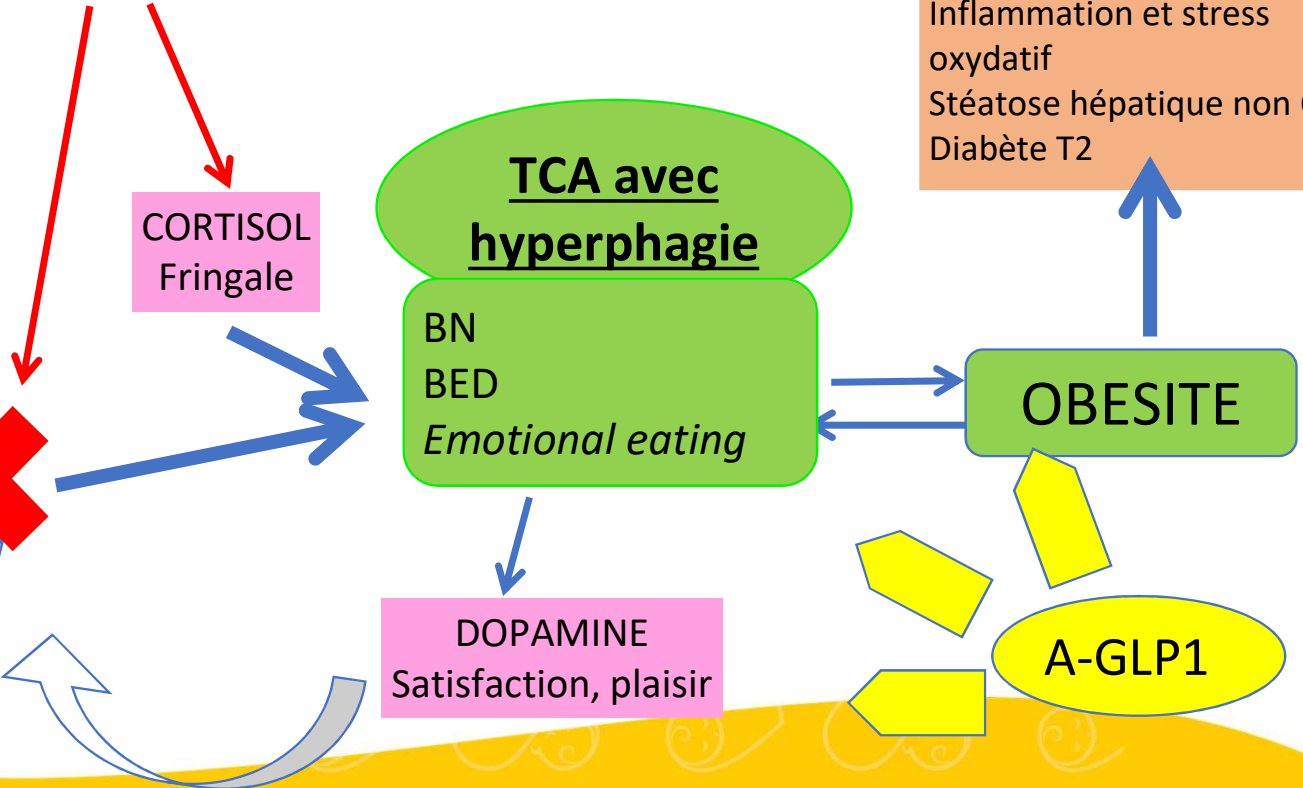 Inflammation et stress
oxydatif
Stéatose hépatique non
Diabète T2
TCA avec
hyperphagie
CORTISOL
Fringale
BN
BED
Emotional eating
OBESITE
DOPAMINE
Satisfaction, plaisir
A-GLP1